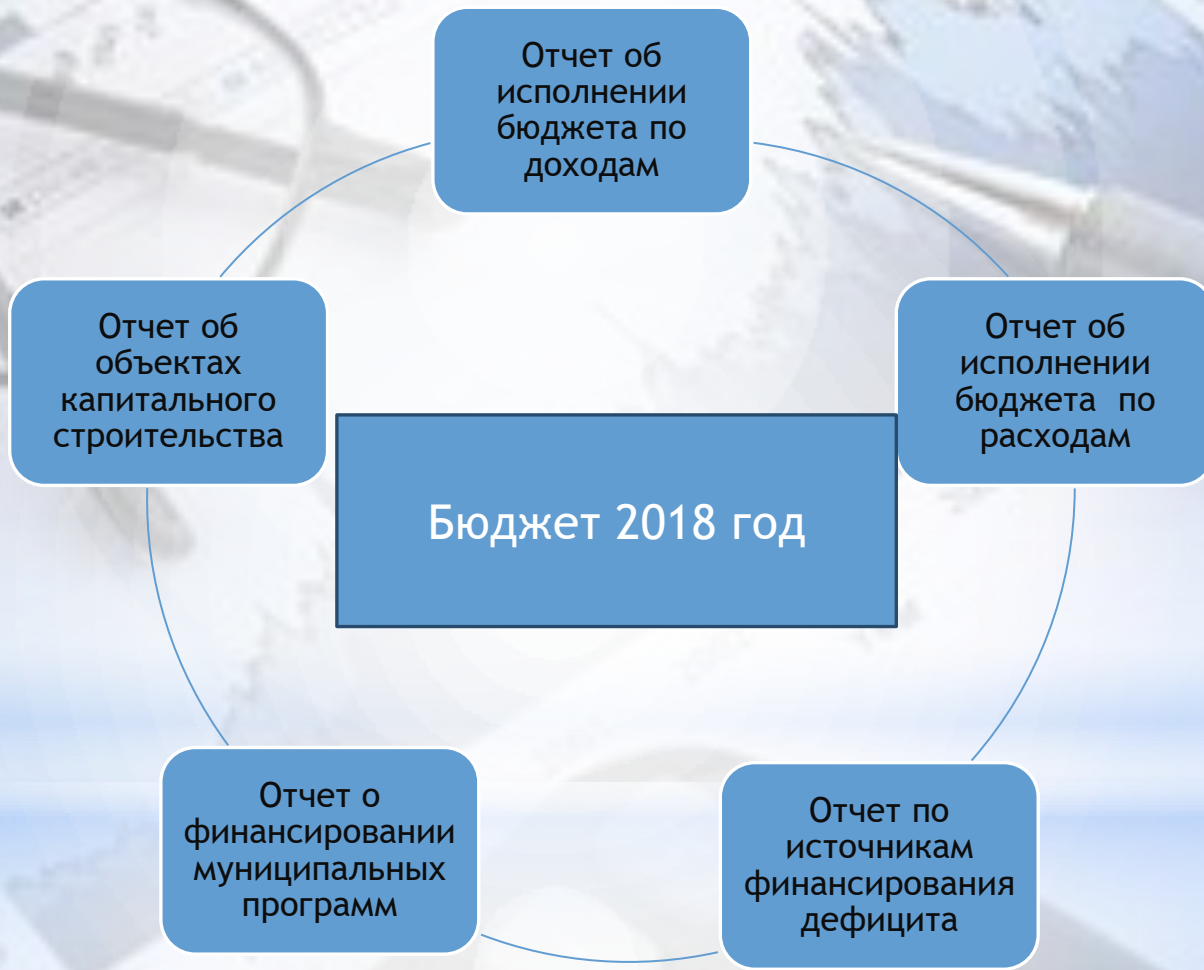 Отчет об
исполнении
бюджета по
доходам
Отчет об
объектах
капитального
строительства
Отчет об
исполнении
бюджета по
расходам
Бюджет 2018 год
Отчет о
финансировании
муниципальных
программ
Отчет по
источникам
финансирования
дефицита